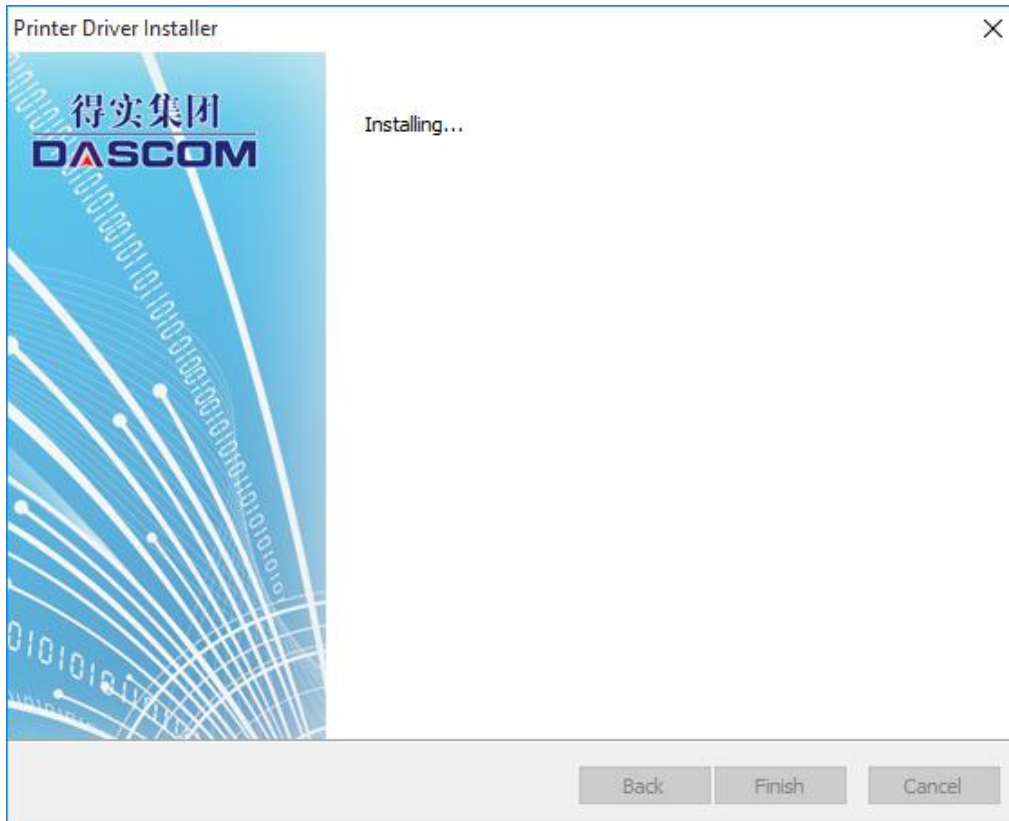 Printer Driver Installer
得实集团
DASCOM
Installing...
Back
Finish
Cancel